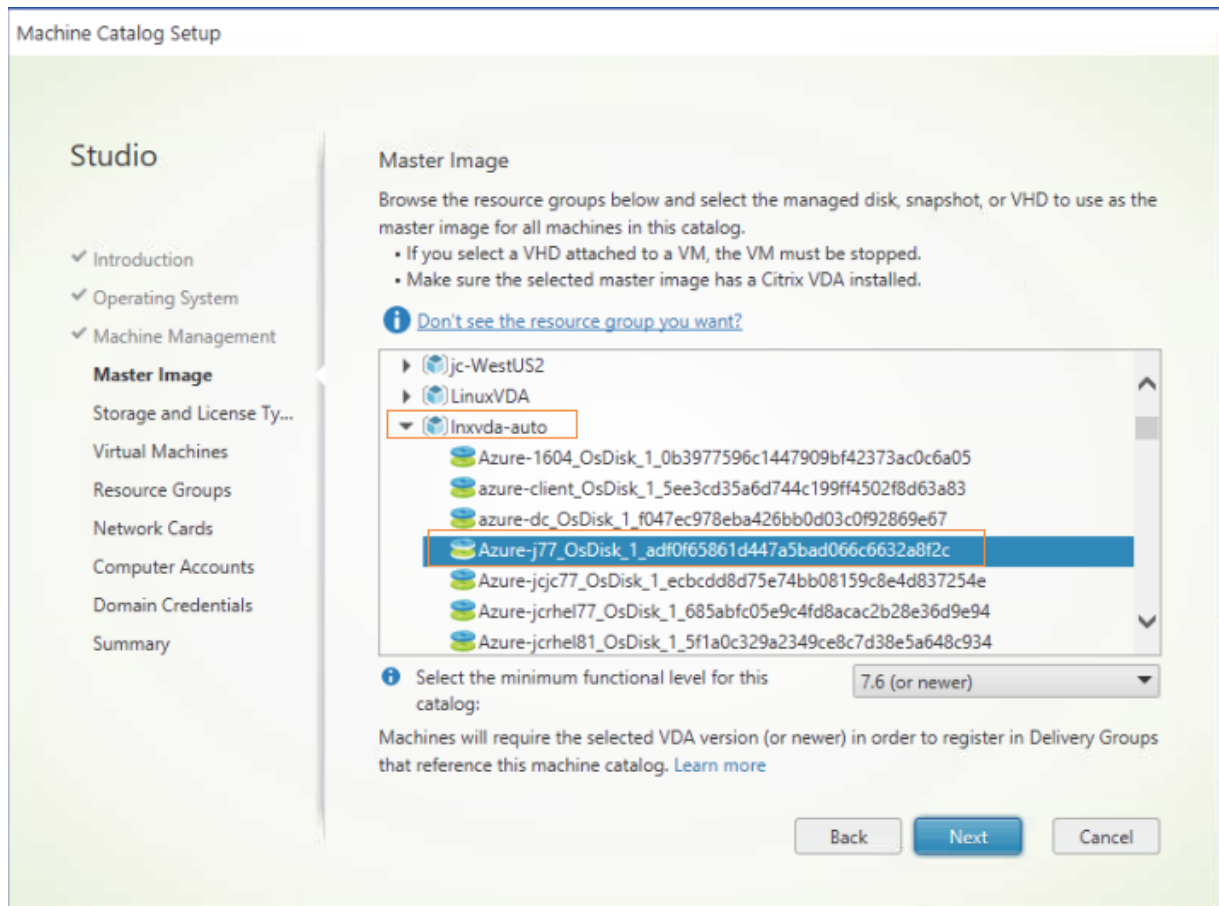 Machine Catalog Setup
Studio
Introduction
Operating System
Machine Management
Master Image
Storage and License Ty...
Virtual Machines
Resource Groups
Network Cards
Computer Accounts
Domain Credentials
Summary
Master Image
Browse the resource groups below and select the managed disk, snapshot, or VHD to use as the
master image for all machines in this catalog.
• If you select a VHD attached to a VM, the VM must be stopped.
• Make sure the selected master image has a Citrix VDA installed.
Don't see the resource group you want?
jc-WestUS2
LinuxVDA
lnxvda-auto
Azure-1604_OsDisk_1_0b3977596c1447909bf42373ac0c6a05
azure-client_OsDisk_1_5ee3cd35a6d744c199ff4502f8d63a83
azure-dc_OsDisk_1_f047ec978eba426bb0d03c0f92869e67
Azure-j77_OsDisk_1_adf0f65861d447a5bad066c6632a8f2c
Azure-jcjc77_OsDisk_1_ecbcdd8d75e74bb08159c8e4d837254e
Azure-jcrhel77_OsDisk_1_685abfc05e9c4fd8acac2b28e36d9e94
Azure-jcrhel81_OsDisk_1_5f1a0c329a2349ce8c7d38e5a648c934
Select the minimum functional level for this
catalog:
7.6 (or newer)
Machines will require the selected VDA version (or newer) in order to register in Delivery Groups
that reference this machine catalog. Learn more
Back
Next
Cancel